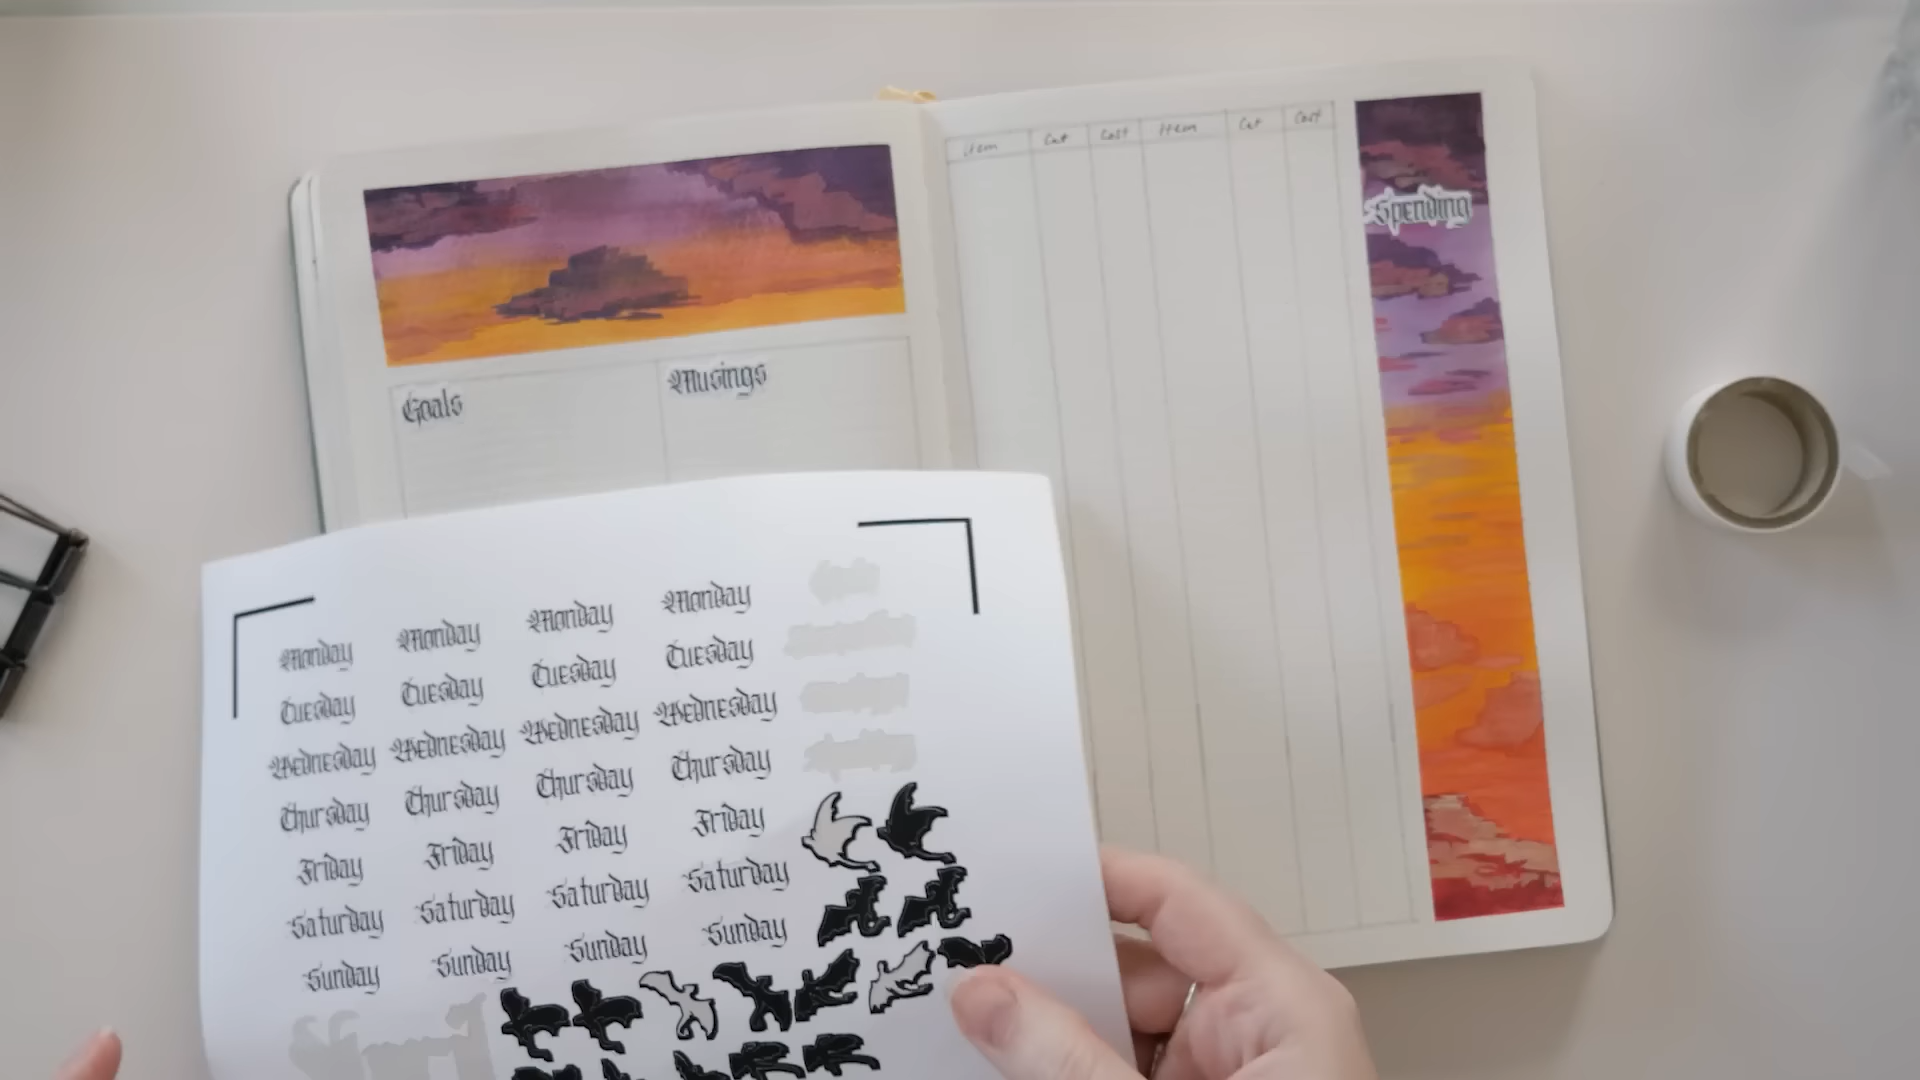 Item Cat Cost Item Cat Cost
Spending
Goals
Musings
Monday Monday Monday Monday
Tuesday Tuesday Tuesday Tuesday
Wednesday Wednesday Wednesday Wednesday
Thursday Thursday Thursday Thursday
Friday Friday Friday Friday
Saturday Saturday Saturday Saturday
Sunday Sunday Sunday Sunday